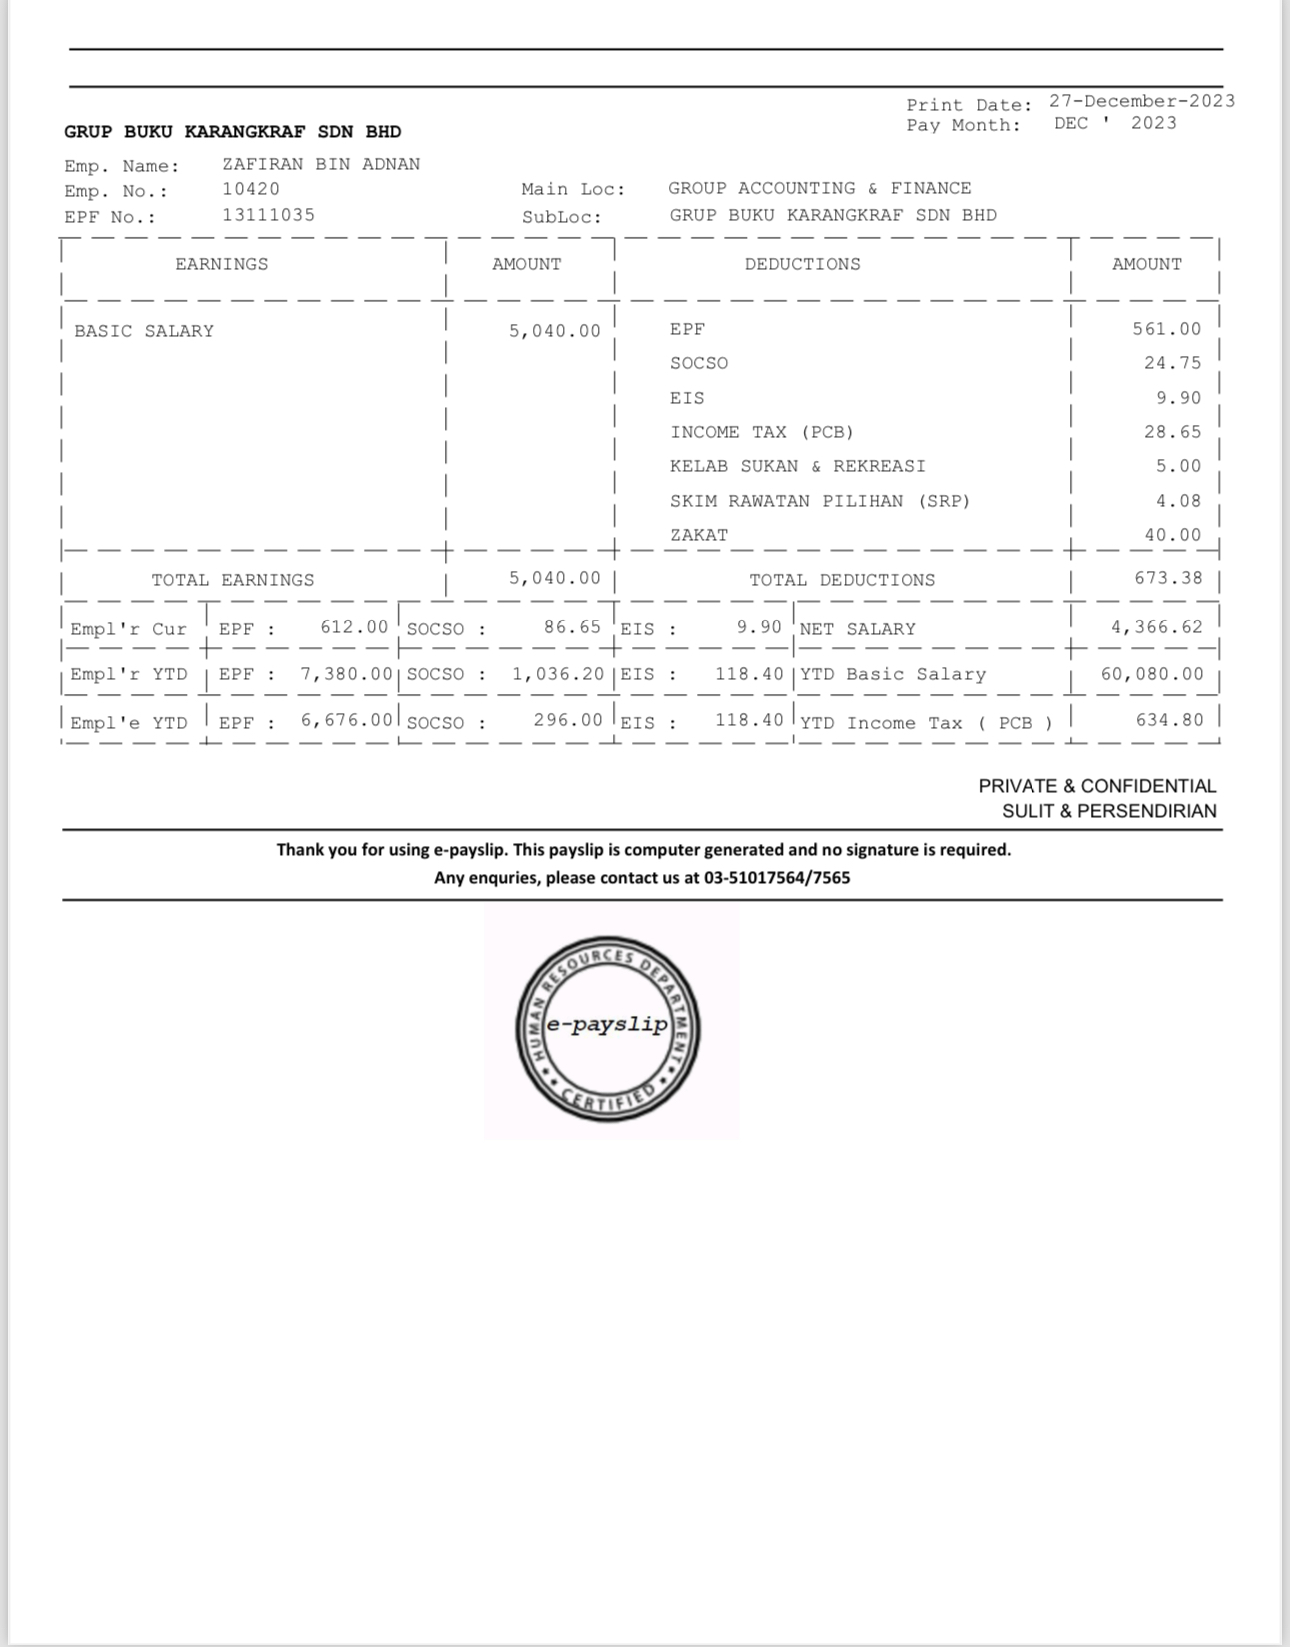 Print Date: 27-December-2023
GRUP BUKU KARANGKRAF SDN BHD Pay Month: DEC ' 2023
Emp. Name: ZAFIRAN BIN ADNAN
Emp. No.: 10420 Main Loc: GROUP ACCOUNTING & FINANCE
EPF No.: 13111035 SubLoc: GRUP BUKU KARANGKRAF SDN BHD
EARNINGS AMOUNT DEDUCTIONS AMOUNT
BASIC SALARY 5,040.00 EPF 561.00
SOCSO 24.75
EIS 9.90
INCOME TAX (PCB) 28.65
KELAB SUKAN & REKREASI 5.00
SKIM RAWATAN PILIHAN (SRP) 4.08
ZAKAT 40.00
TOTAL EARNINGS 5,040.00 TOTAL DEDUCTIONS 673.38
Empl'r Cur EPF : 612.00 SOCSO : 86.65 EIS : 9.90 NET SALARY 4,366.62
Empl'r YTD EPF : 7,380.00 SOCSO : 1,036.20 EIS : 118.40 YTD Basic Salary 60,080.00
Empl'e YTD EPF : 6,676.00 SOCSO : 296.00 EIS : 118.40 YTD Income Tax ( PCB ) 634.80
PRIVATE & CONFIDENTIAL
SULIT & PERSENDIRIAN
Thank you for using e-payslip. This payslip is computer generated and no signature is required.
Any enquries, please contact us at 03-51017564/7565
HUMAN RESOURCES DEPARTMENT
e-payslip
CERTIFIED